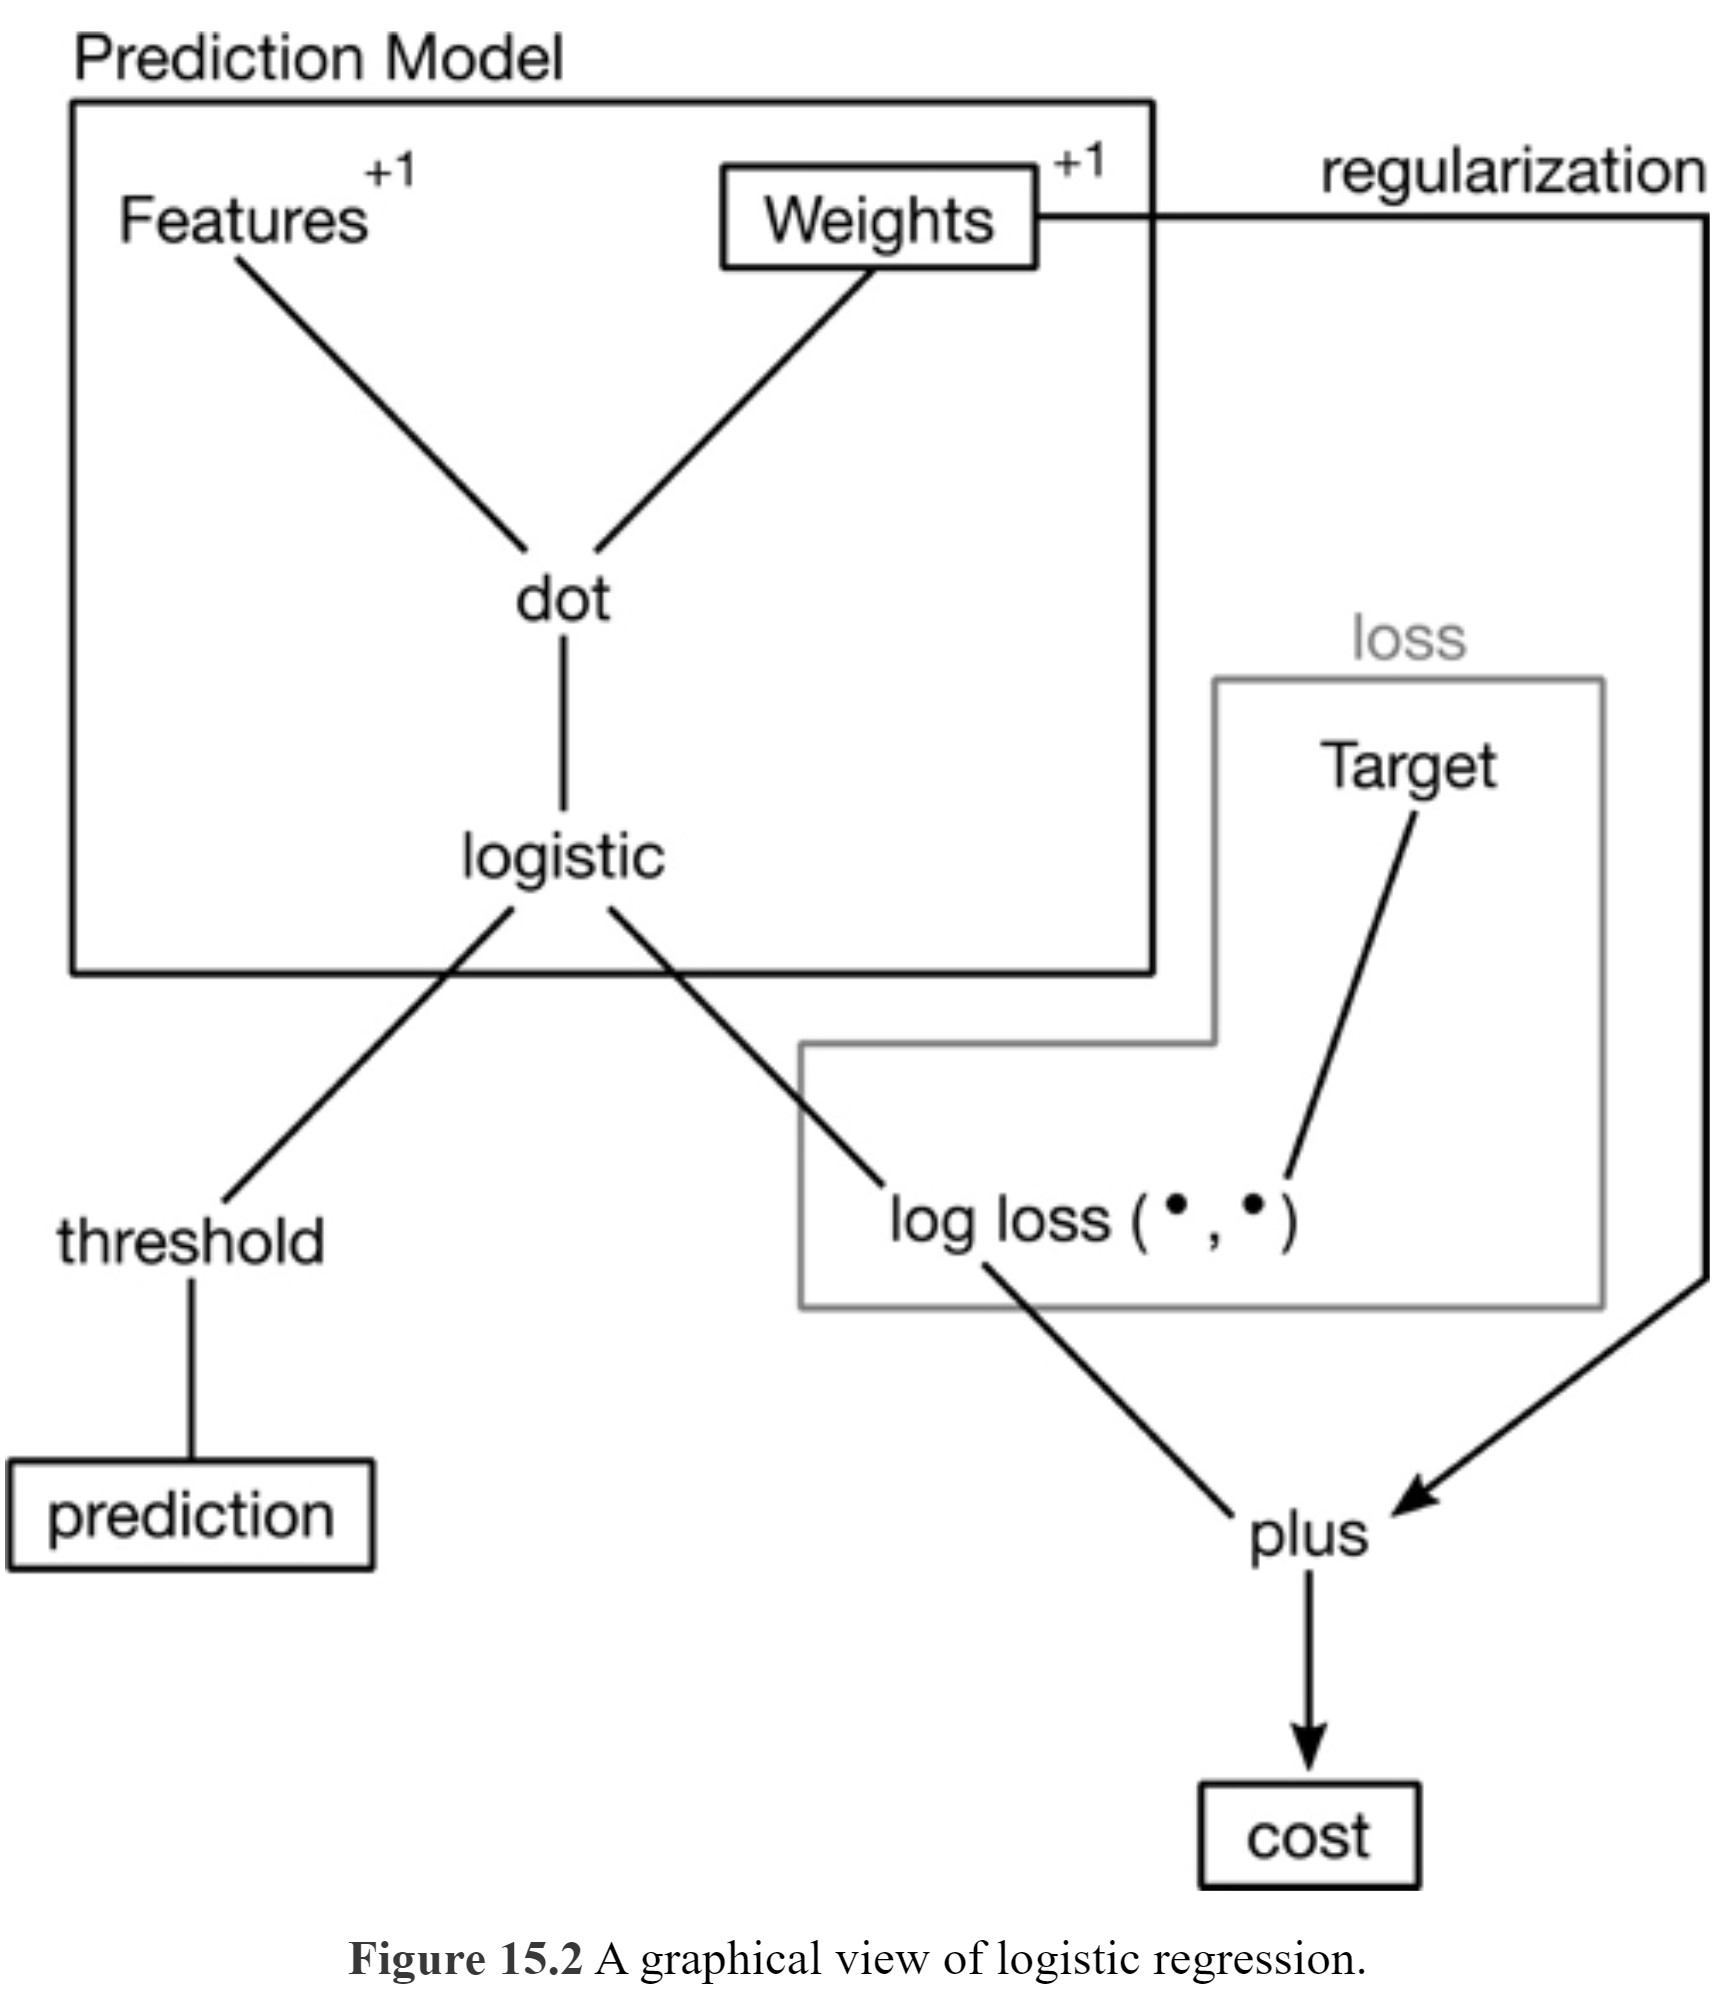 Prediction Model
Features +1
Weights +1
regularization
dot
loss
Target
logistic
log loss (•,•)
threshold
prediction
plus
cost
Figure 15.2 A graphical view of logistic regression.